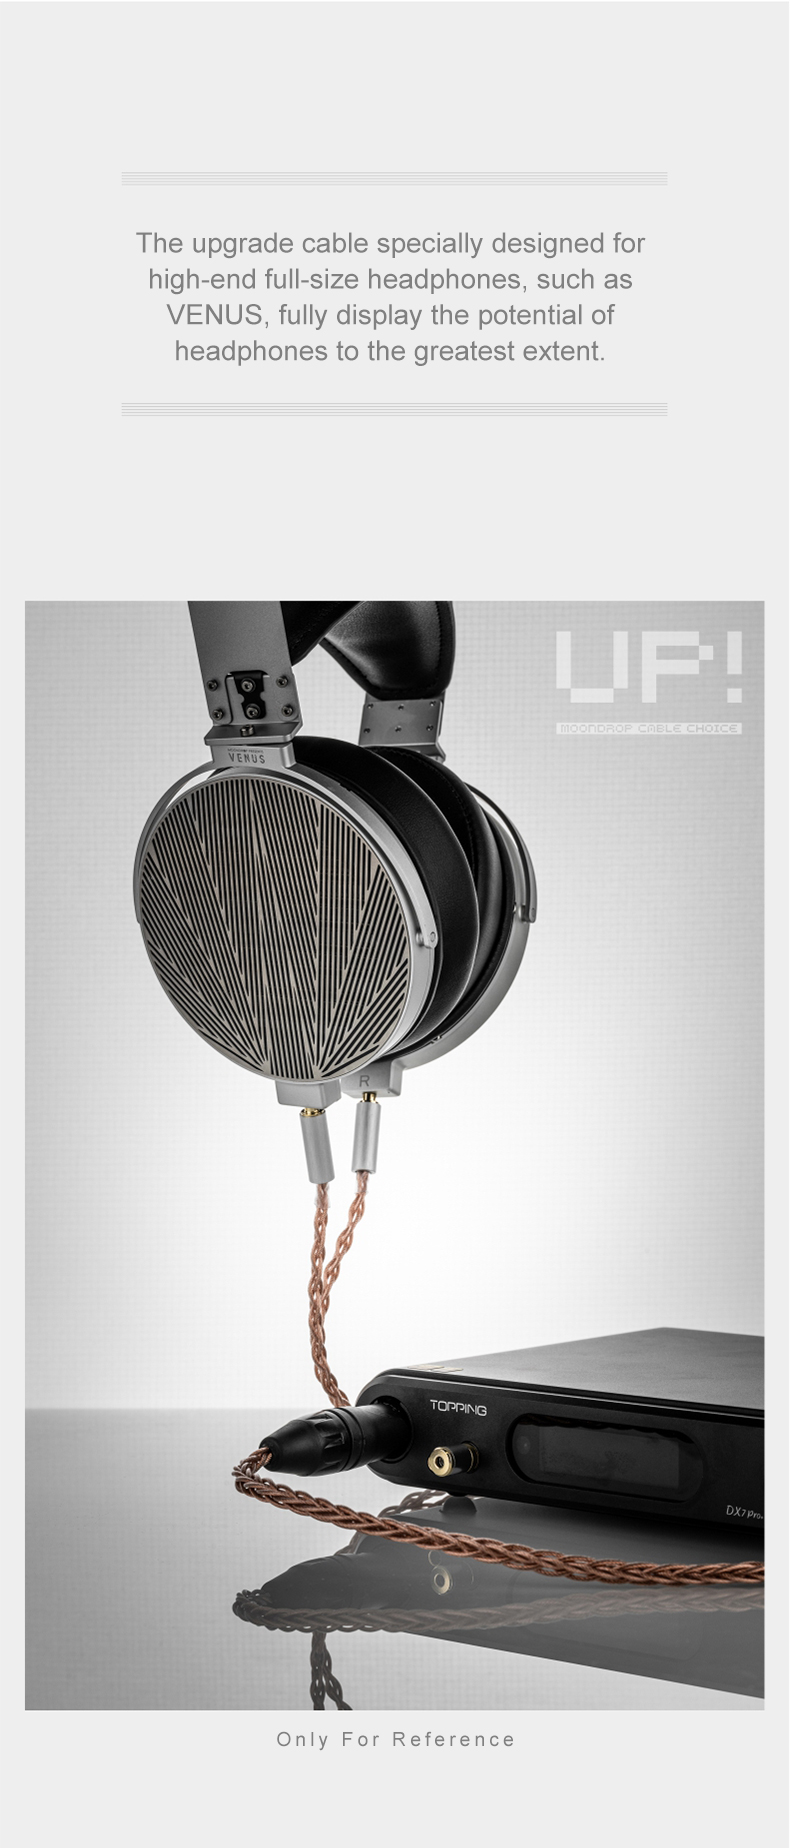 The upgrade cable specially designed for
high-end full-size headphones, such as
VENUS, fully display the potential of
headphones to the greatest extent.
UP!
MOONDROP CABLE CHOICE
VENUS
R
TOPPING
DX7 Pro+
Only For Reference